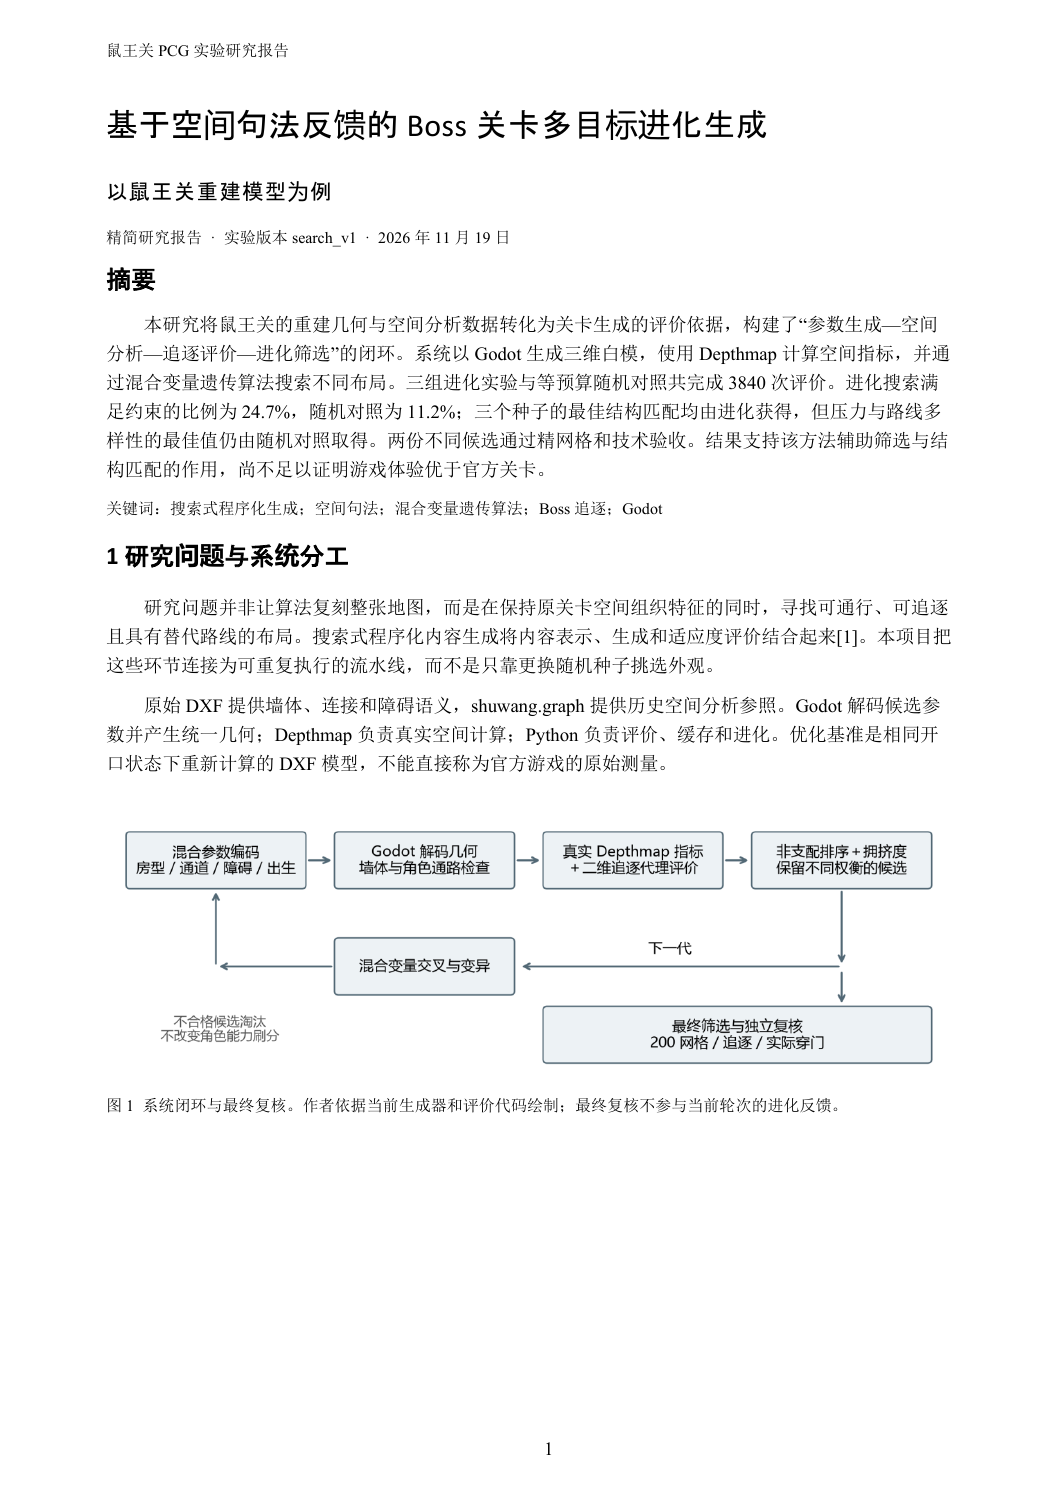 鼠王关 PCG 实验研究报告
基于空间句法反馈的 Boss 关卡多目标进化生成
以鼠王关重建模型为例
精简研究报告 · 实验版本 search_v1 · 2026 年 11 月 19 日
摘要
本研究将鼠王关的重建几何与空间分析数据转化为关卡生成的评价依据，构建了“参数生成—空间
分析—追逐评价—进化筛选”的闭环。系统以 Godot 生成三维白模，使用 Depthmap 计算空间指标，并通
过混合变量遗传算法搜索不同布局。三组进化实验与等预算随机对照共完成 3840 次评价。进化搜索满
足约束的比例为 24.7%，随机对照为 11.2%；三个种子的最佳结构匹配均由进化获得，但压力与路线多
样性的最佳值仍由随机对照取得。两份不同候选通过精网格和技术验收。结果支持该方法辅助筛选与结
构匹配的作用，尚不足以证明游戏体验优于官方关卡。
关键词：搜索式程序化生成；空间句法；混合变量遗传算法；Boss 追逐；Godot
1 研究问题与系统分工
研究问题并非让算法复刻整张地图，而是在保持原关卡空间组织特征的同时，寻找可通行、可追逐
且具有替代路线的布局。搜索式程序化内容生成将内容表示、生成和适应度评价结合起来[1]。本项目把
这些环节连接为可重复执行的流水线，而不是只靠更换随机种子挑选外观。
原始 DXF 提供墙体、连接和障碍语义，shuwang.graph 提供历史空间分析参照。Godot 解码候选参
数并产生统一几何；Depthmap 负责真实空间计算；Python 负责评价、缓存和进化。优化基准是相同开
口状态下重新计算的 DXF 模型，不能直接称为官方游戏的原始测量。
混合参数编码
房型 / 通道 / 障碍 / 出生
Godot 解码几何
墙体与角色通路检查
真实 Depthmap 指标
+ 二维追逐代理评价
非支配排序 + 拥挤度
保留不同权衡的候选
混合变量交叉与变异
下一代
不合格候选淘汰
不改变角色能力刷分
最终筛选与独立复核
200 网格 / 追逐 / 实际穿门
图 1 系统闭环与最终复核。作者依据当前生成器和评价代码绘制；最终复核不参与当前轮次的进化反馈。
1